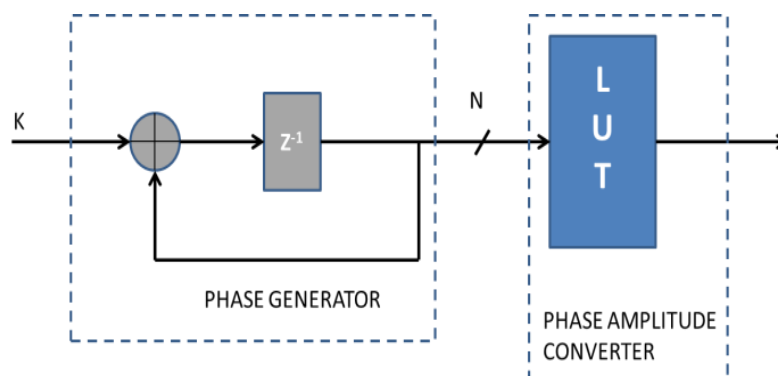 K
Z-1
N
L
U
T
PHASE GENERATOR
PHASE AMPLITUDE
CONVERTER